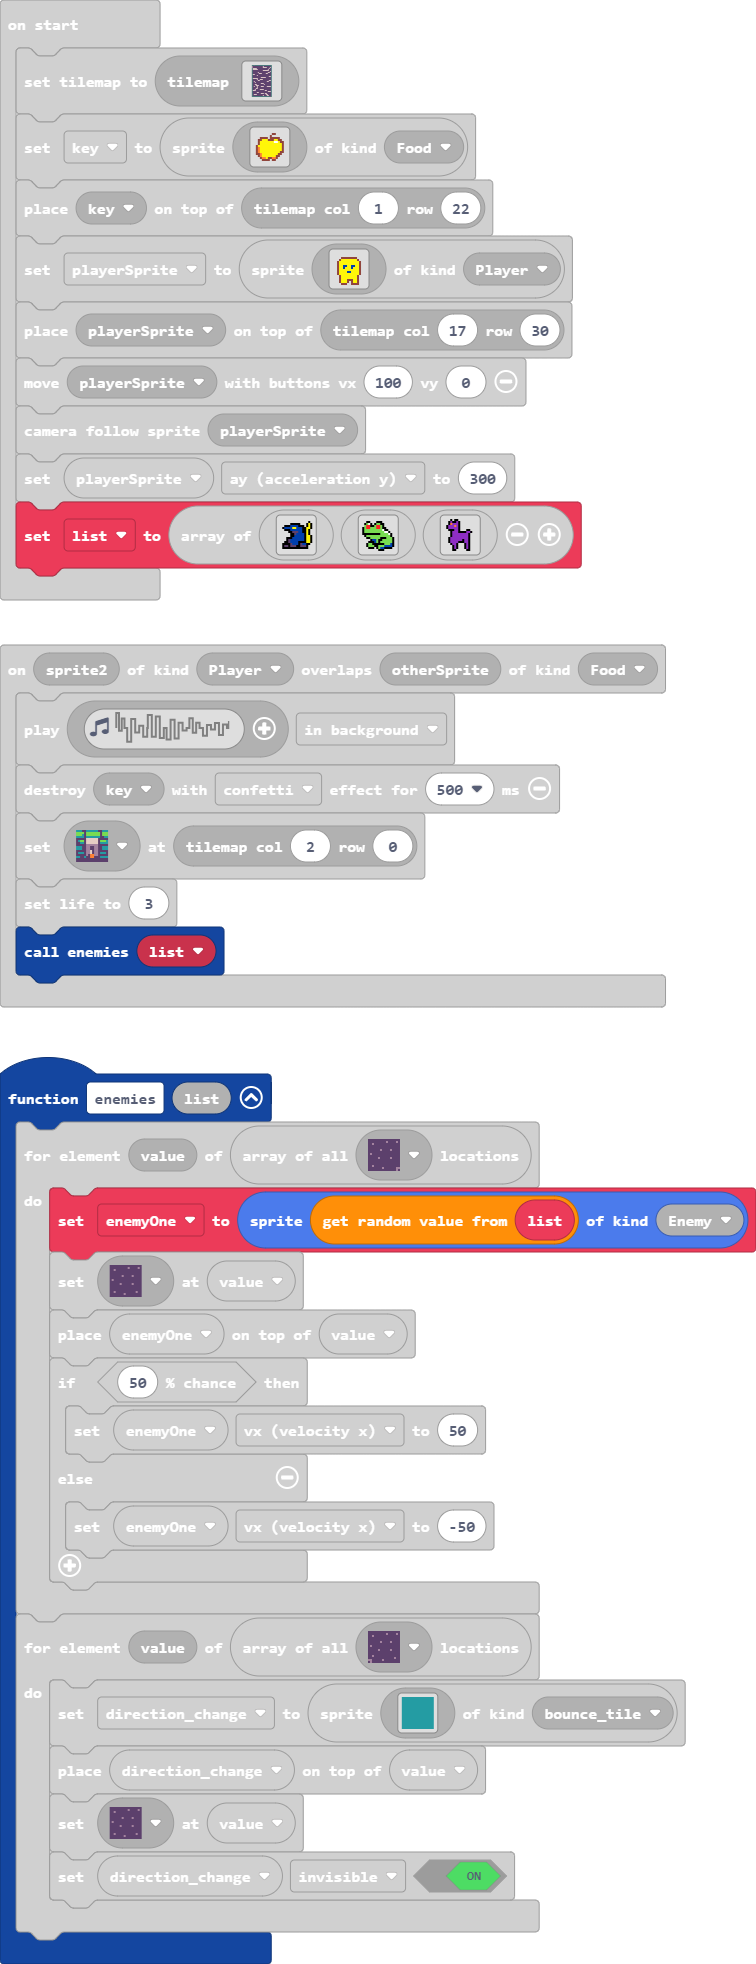 on start
set tilemap to tilemap
set key to sprite of kind Food
place key on top of tilemap col 1 row 22
set playerSprite to sprite of kind Player
place playerSprite on top of tilemap col 17 row 30
move playerSprite with buttons vx 100 vy 0
camera follow sprite playerSprite
set playerSprite ay (acceleration y) to 300
set list to array of
on sprite2 of kind Player overlaps otherSprite of kind Food
play in background
destroy key with confetti effect for 500 ms
set at tilemap col 2 row 0
set life to 3
call enemies list
function enemies list
for element value of array of all locations
do
set enemyOne to sprite get random value from list of kind Enemy
set at value
place enemyOne on top of value
if 50 % chance then
set enemyOne vx (velocity x) to 50
else
set enemyOne vx (velocity x) to -50
for element value of array of all locations
do
set direction_change to sprite of kind bounce_tile
place direction_change on top of value
set at value
set direction_change invisible ON